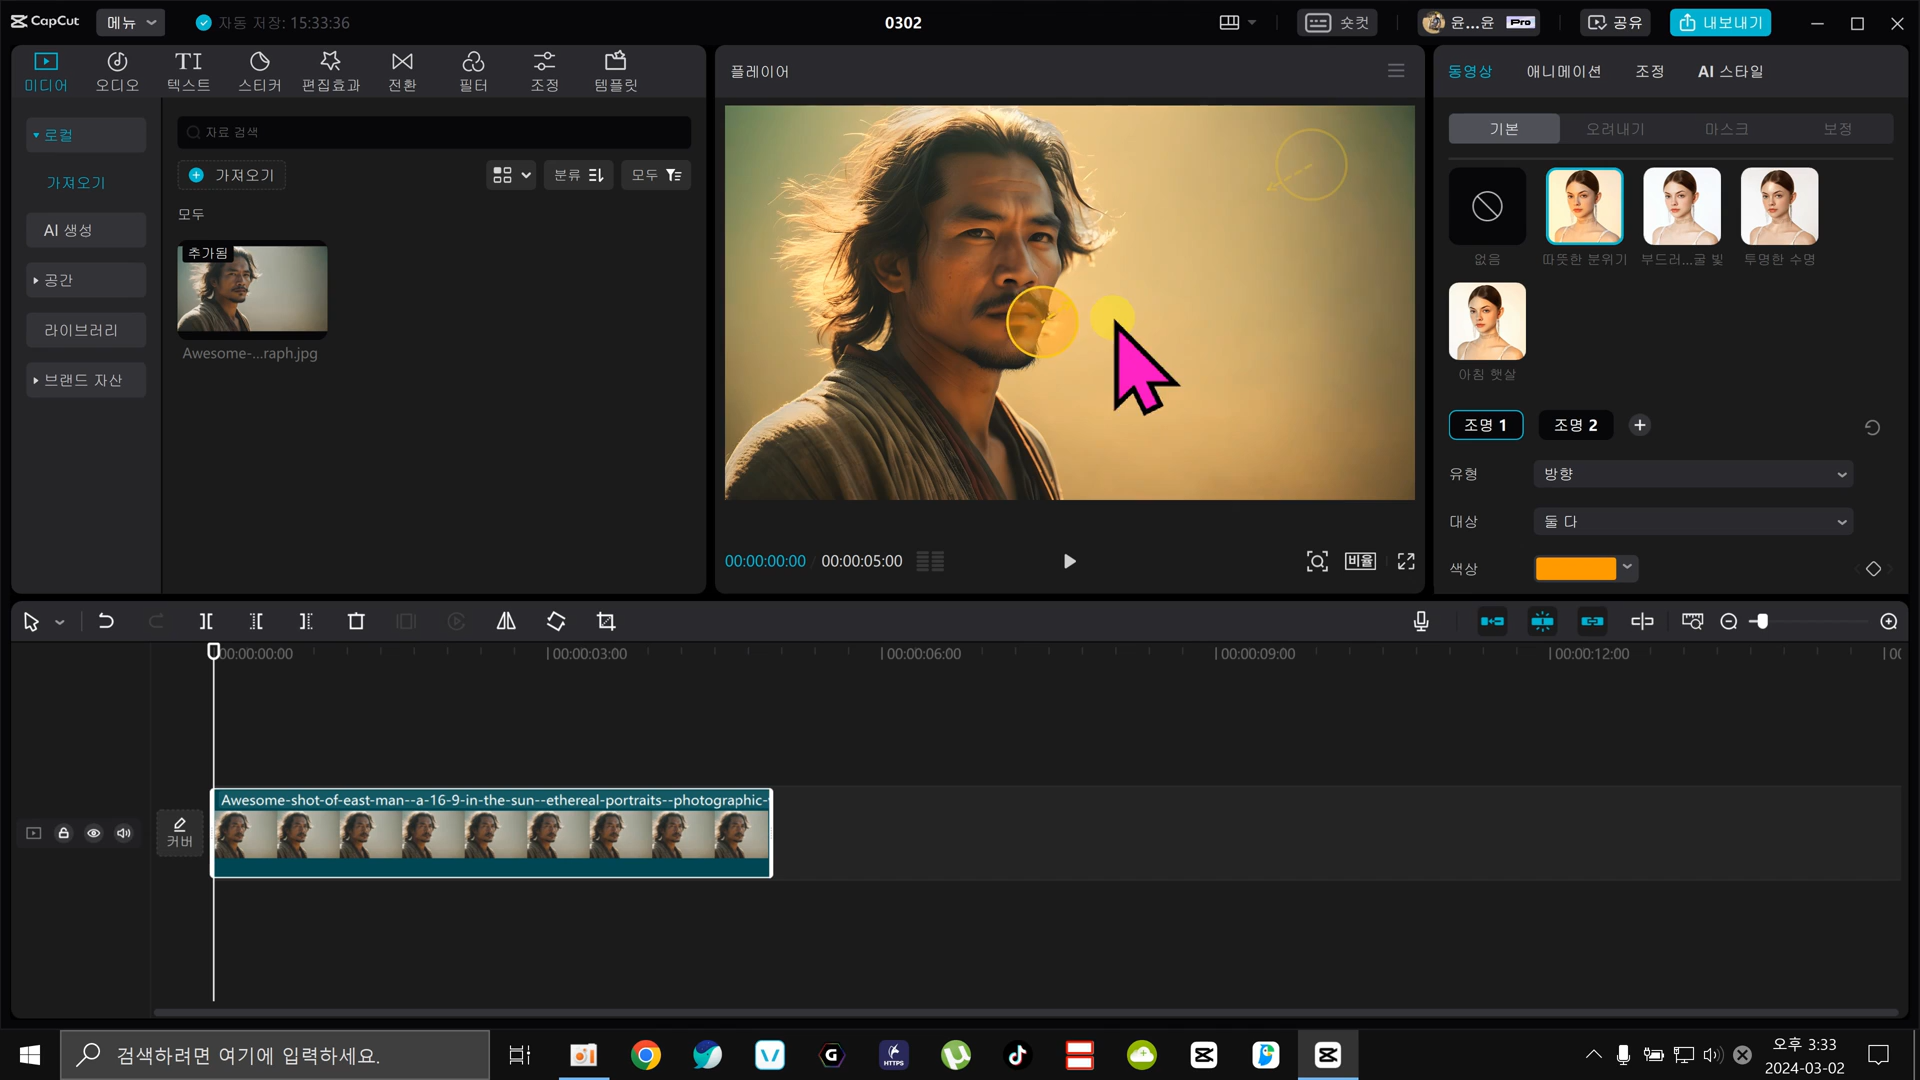 CapCut
메뉴
자동 저장: 15:33:36
0302
숏컷
윤...윤
Pro
공유
내보내기
미디어
오디오
텍스트
스티커
편집효과
전환
필터
조정
템플릿
로컬
가져오기
AI 생성
공간
라이브러리
브랜드 자산
자료 검색
가져오기
분류
모두
모두
추가됨
Awesome-...raph.jpg
플레이어
00:00:00:00
00:00:05:00
비율
동영상
애니메이션
조정
AI 스타일
기본
오려내기
마스크
보정
없음
따뜻한 분위기
부드러...굴 빛
투명한 수명
아침 햇살
조명 1
조명 2
유형
방향
대상
둘 다
색상
00:00:00:00
00:00:03:00
00:00:06:00
00:00:09:00
00:00:12:00
커버
Awesome-shot-of-east-man--a-16-9-in-the-sun--ethereal-portraits--photographic-
검색하려면 여기에 입력하세요.
HTTPS
오후 3:33
2024-03-02